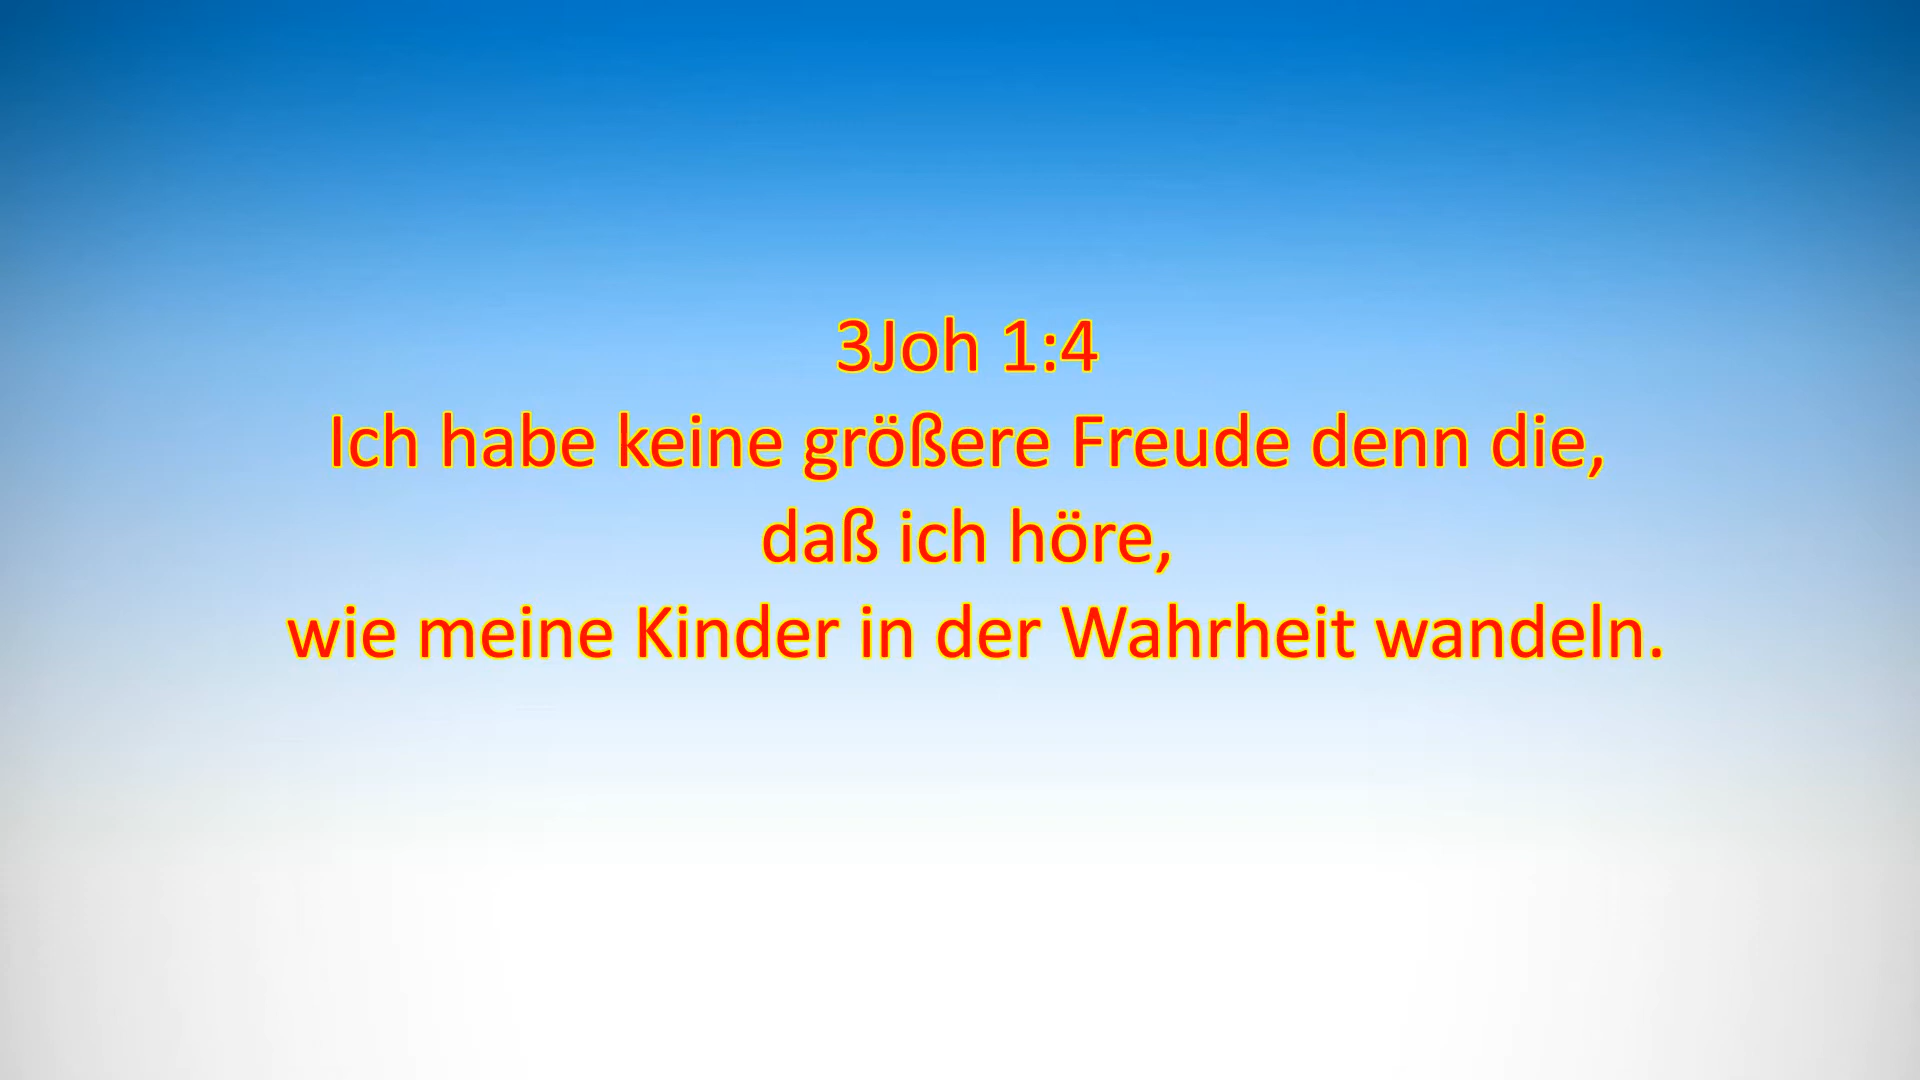 3Joh 1:4
Ich habe keine größere Freude denn die,
daß ich höre,
wie meine Kinder in der Wahrheit wandeln.